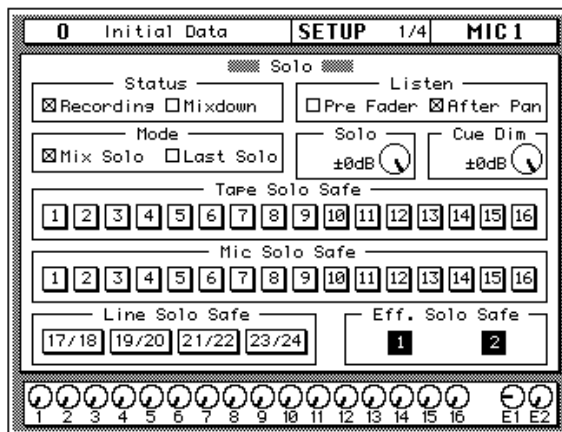 0 Initial Data SETUP 1/4 MIC 1
Solo
Status Listen
Recording Mixdown Pre Fader After Pan
Mode Solo Cue Dim
Mix Solo Last Solo ±0dB ±0dB
Tape Solo Safe
1 2 3 4 5 6 7 8 9 10 11 12 13 14 15 16
Mic Solo Safe
1 2 3 4 5 6 7 8 9 10 11 12 13 14 15 16
Line Solo Safe Eff. Solo Safe
17/18 19/20 21/22 23/24 1 2
1 2 3 4 5 6 7 8 9 10 11 12 13 14 15 16 E1 E2